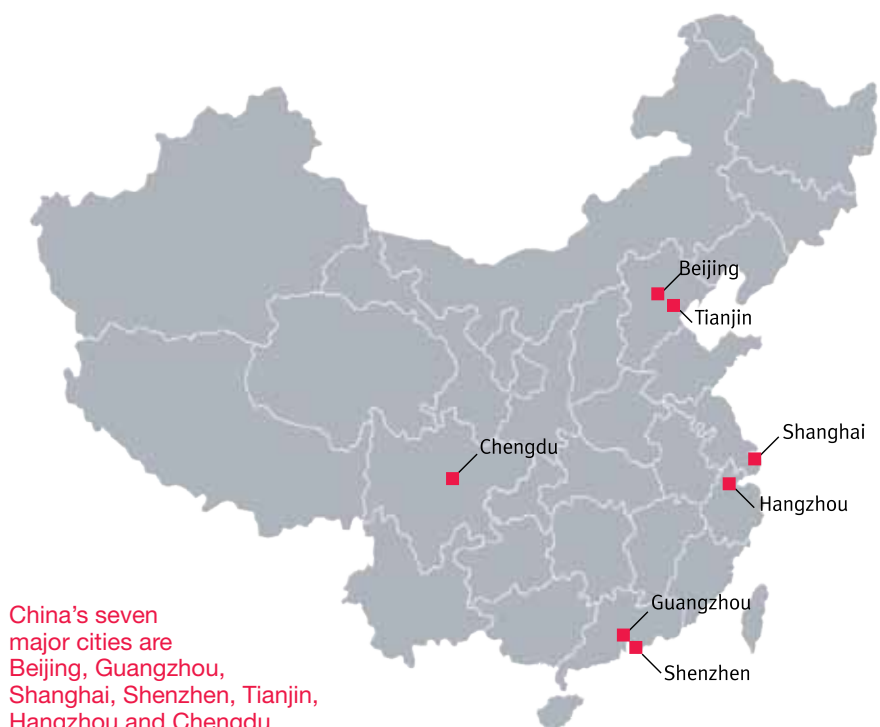 Beijing
Tianjin
Shanghai
Chengdu
Hangzhou
Guangzhou
Shenzhen
China’s seven
major cities are
Beijing, Guangzhou,
Shanghai, Shenzhen, Tianjin,
Hangzhou and Chengdu